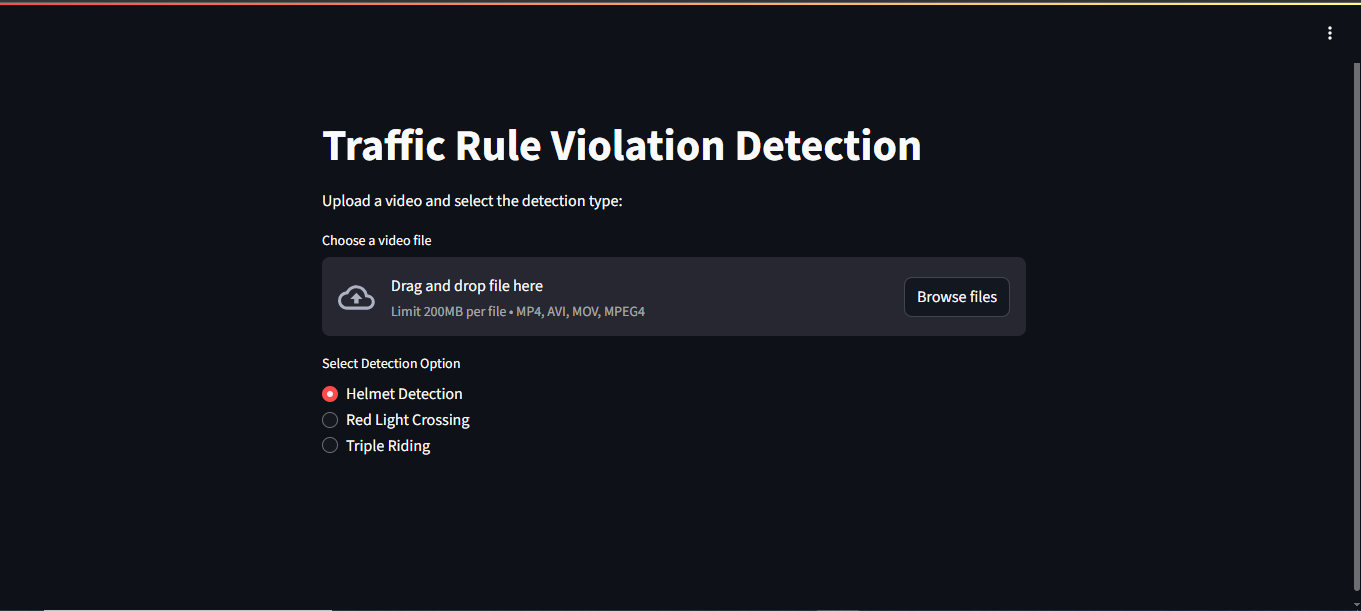 Traffic Rule Violation Detection
Upload a video and select the detection type:
Choose a video file
Drag and drop file here
Limit 200MB per file • MP4, AVI, MOV, MPEG4
Browse files
Select Detection Option
Helmet Detection
Red Light Crossing
Triple Riding